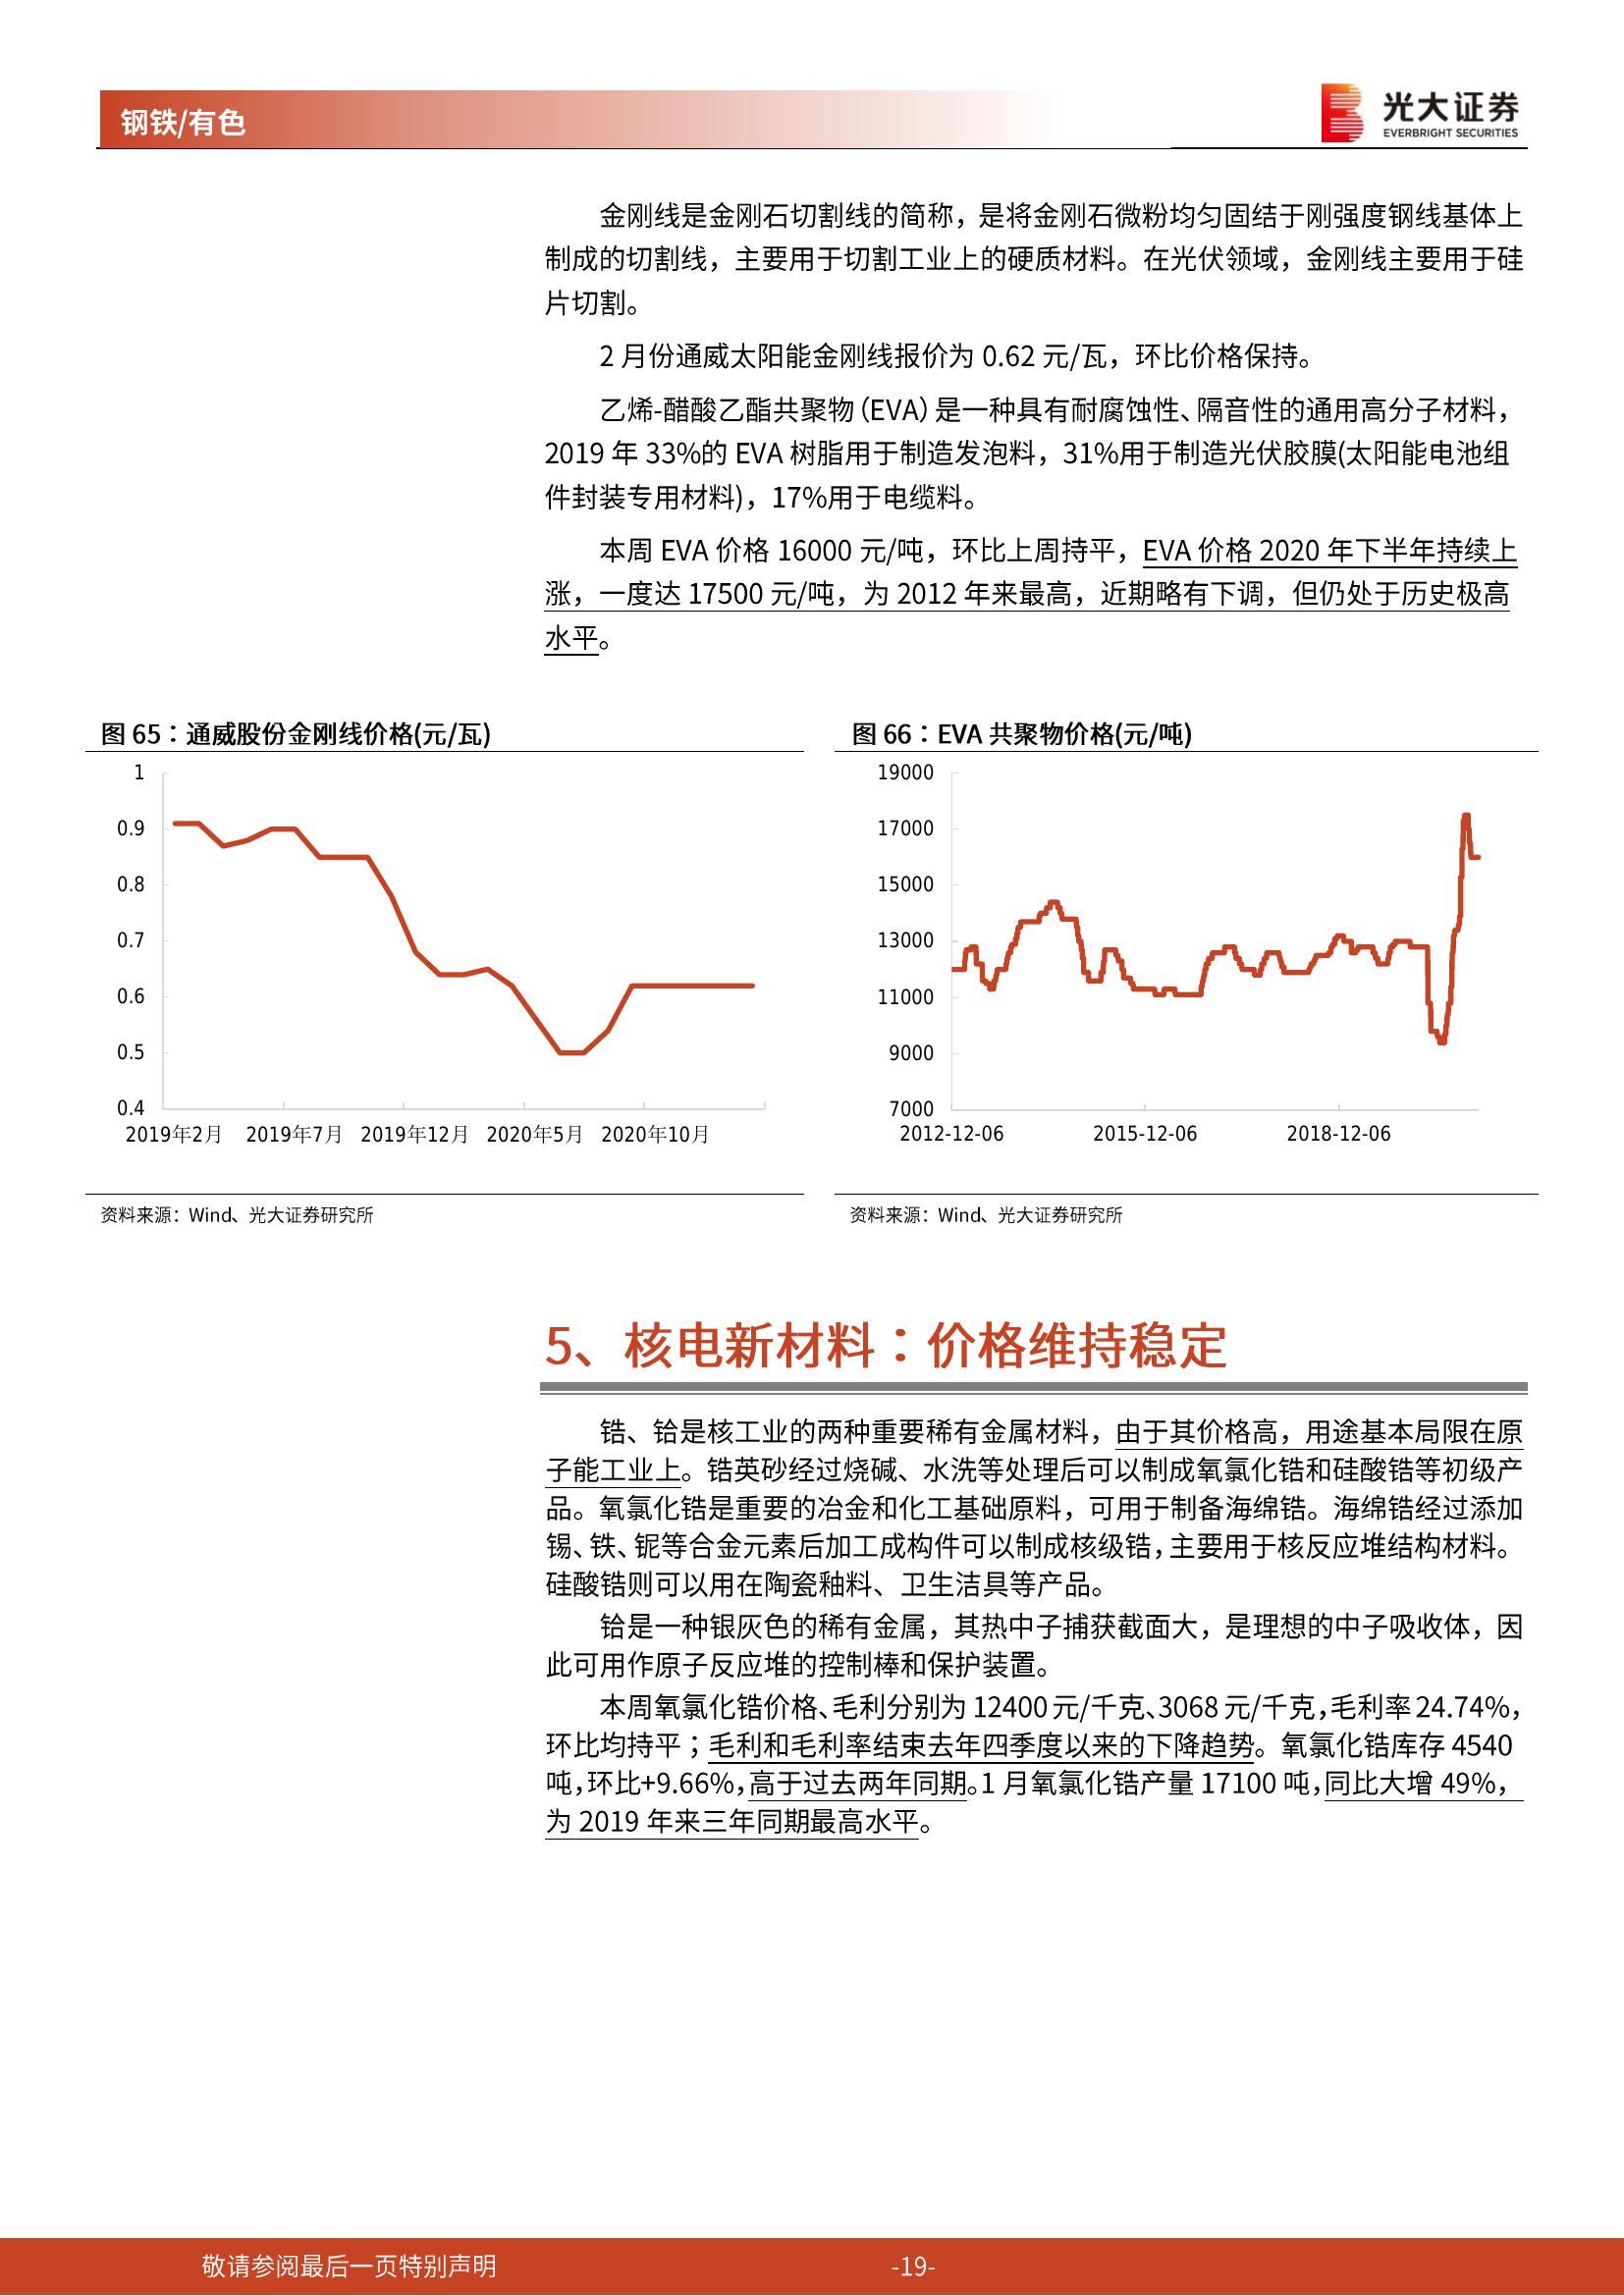 钢铁/有色
光大证券
EVERBRIGHT SECURITIES
金刚线是金刚石切割线的简称，是将金刚石微粉均匀固结于刚强度钢线基体上
制成的切割线，主要用于切割工业上的硬质材料。在光伏领域，金刚线主要用于硅
片切割。
2 月份通威太阳能金刚线报价为 0.62 元/瓦，环比价格保持。
乙烯-醋酸乙酯共聚物（EVA）是一种具有耐腐蚀性、隔音性的通用高分子材料，
2019 年 33%的 EVA 树脂用于制造发泡料，31%用于制造光伏胶膜(太阳能电池组
件封装专用材料)，17%用于电缆料。
本周 EVA 价格 16000 元/吨，环比上周持平，EVA 价格 2020 年下半年持续上
涨，一度达 17500 元/吨，为 2012 年来最高，近期略有下调，但仍处于历史极高
水平。
图 65：通威股份金刚线价格(元/瓦)
1
0.9
0.8
0.7
0.6
0.5
0.4
2019年2月 2019年7月 2019年12月 2020年5月 2020年10月
资料来源：Wind、光大证券研究所
图 66：EVA 共聚物价格(元/吨)
19000
17000
15000
13000
11000
9000
7000
2012-12-06 2015-12-06 2018-12-06
资料来源：Wind、光大证券研究所
5、核电新材料：价格维持稳定
锆、铪是核工业的两种重要稀有金属材料，由于其价格高，用途基本局限在原
子能工业上。锆英砂经过烧碱、水洗等处理后可以制成氧氯化锆和硅酸锆等初级产
品。氧氯化锆是重要的冶金和化工基础原料，可用于制备海绵锆。海绵锆经过添加
锡、铁、铌等合金元素后加工成构件可以制成核级锆，主要用于核反应堆结构材料。
硅酸锆则可以用在陶瓷釉料、卫生洁具等产品。
铪是一种银灰色的稀有金属，其热中子捕获截面大，是理想的中子吸收体，因
此可用作原子反应堆的控制棒和保护装置。
本周氧氯化锆价格、毛利分别为 12400 元/千克、3068 元/千克，毛利率 24.74%，
环比均持平；毛利和毛利率结束去年四季度以来的下降趋势。氧氯化锆库存 4540
吨，环比+9.66%，高于过去两年同期。1 月氧氯化锆产量 17100 吨，同比大增 49%，
为 2019 年来三年同期最高水平。
敬请参阅最后一页特别声明
-19-